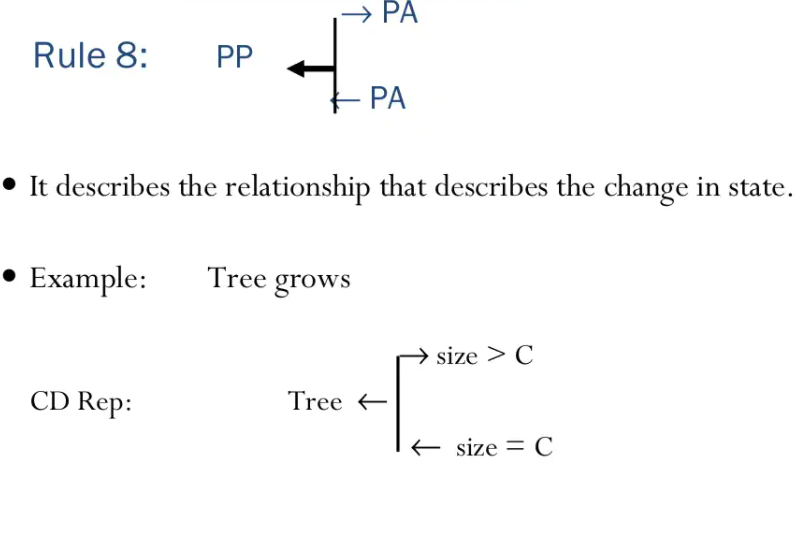 → PA
Rule 8: PP
← PA
• It describes the relationship that describes the change in state.
• Example: Tree grows
→ size > C
CD Rep: Tree ←
← size = C